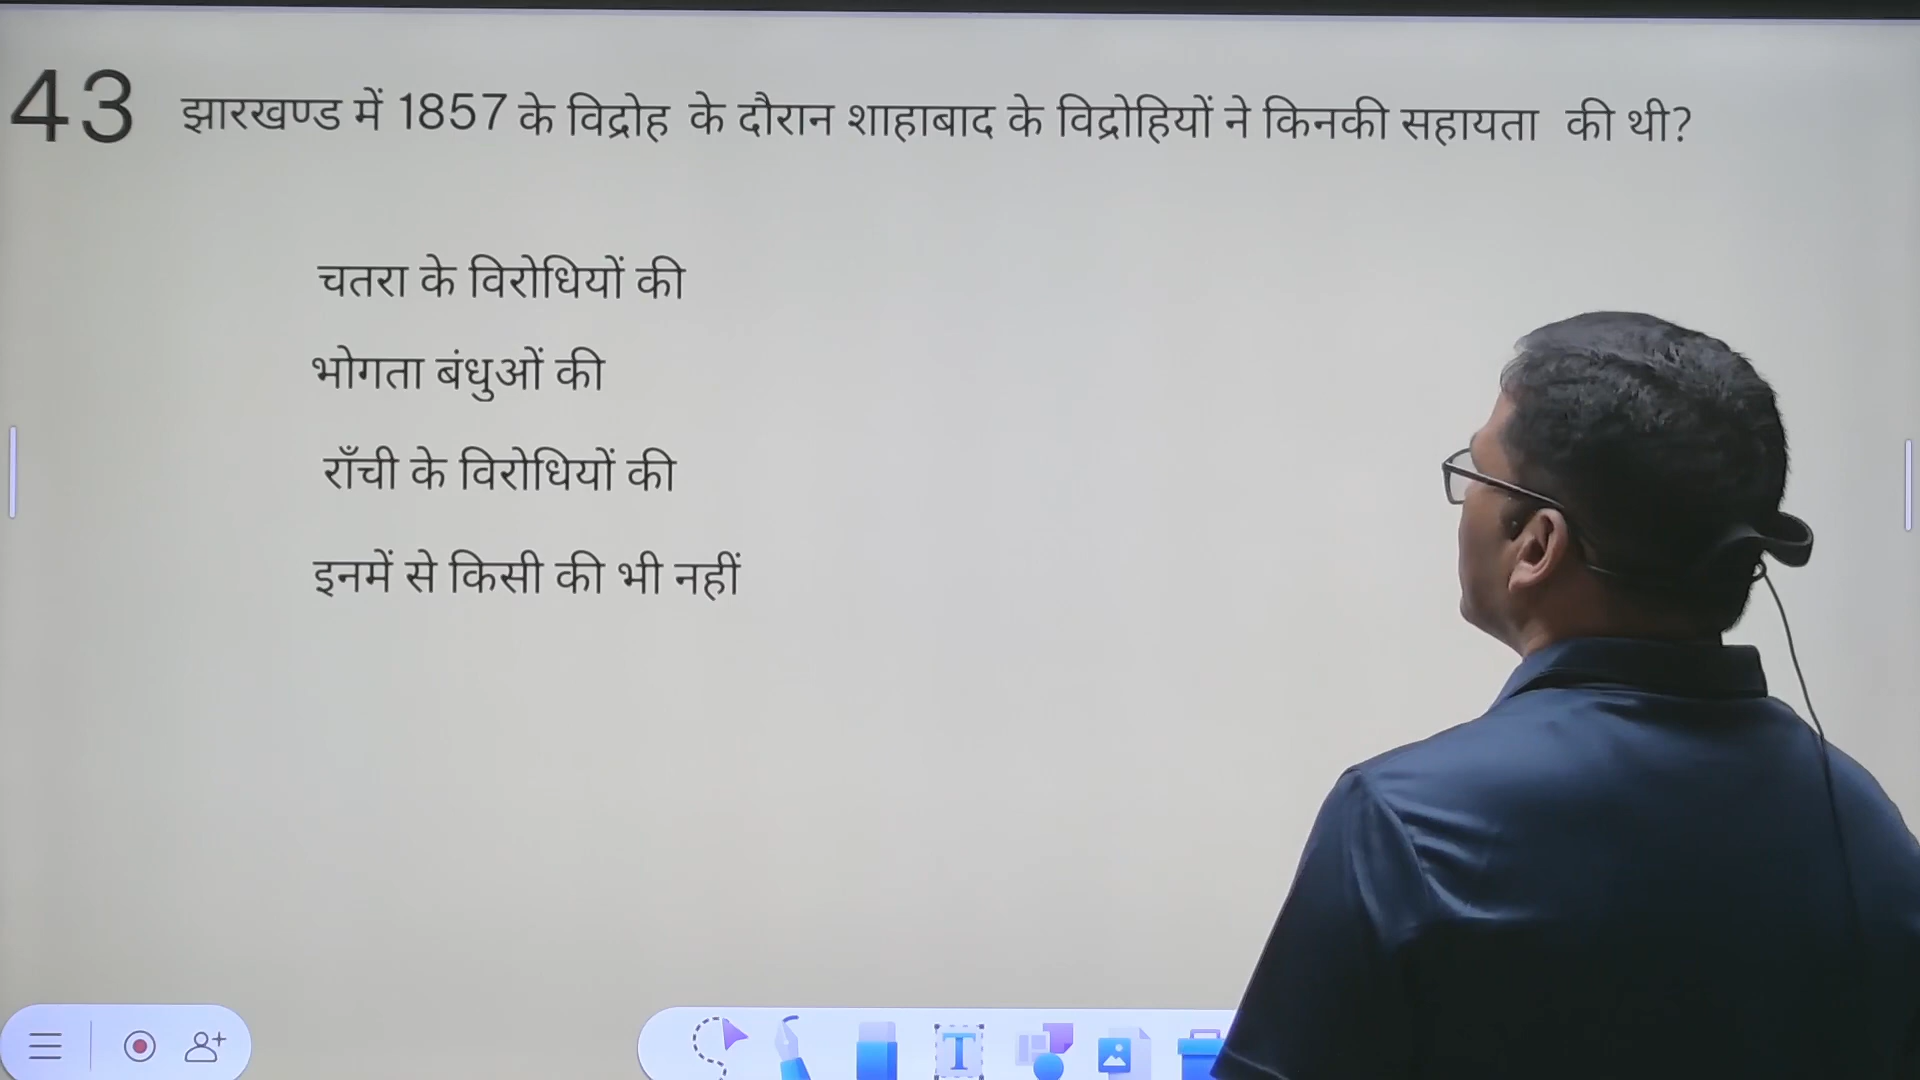 43 झारखण्ड में 1857 के विद्रोह के दौरान शाहाबाद के विद्रोहियों ने किनकी सहायता की थी?
चतरा के विरोधियों की
भोगता बंधुओं की
राँची के विरोधियों की
इनमें से किसी की भी नहीं